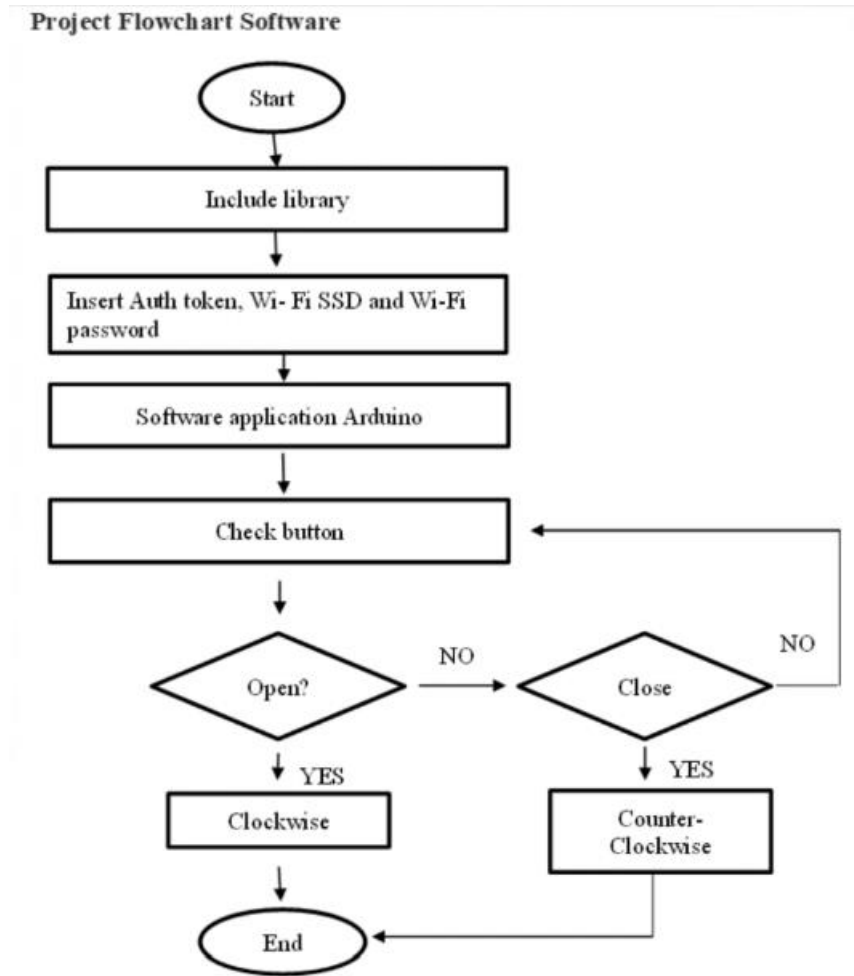 Project Flowchart Software
Start
Include library
Insert Auth token, Wi- Fi SSD and Wi-Fi
password
Software application Arduino
Check button
Open?
NO
Close
NO
YES
Clockwise
YES
Counter-
Clockwise
End